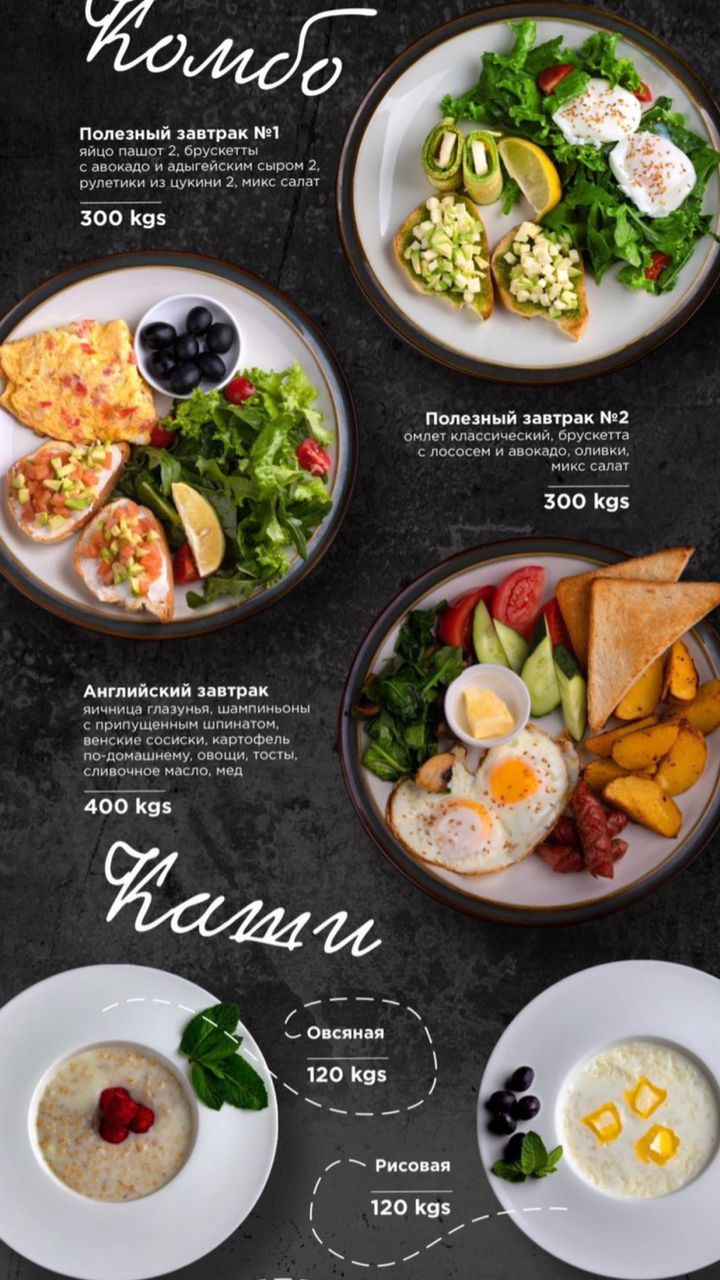 Комбо
Полезный завтрак №1
яйцо пашот 2, брускетты
с авокадо и адыгейским сыром 2,
рулетики из цукини 2, микс салат
300 kgs
Полезный завтрак №2
омлет классический, брускетта
с лососем и авокадо, оливки,
микс салат
300 kgs
Английский завтрак
яичница глазунья, шампиньоны
с припущенным шпинатом,
венские сосиски, картофель
по-домашнему, овощи, тосты,
сливочное масло, мед
400 kgs
Каши
Овсяная
120 kgs
Рисовая
120 kgs